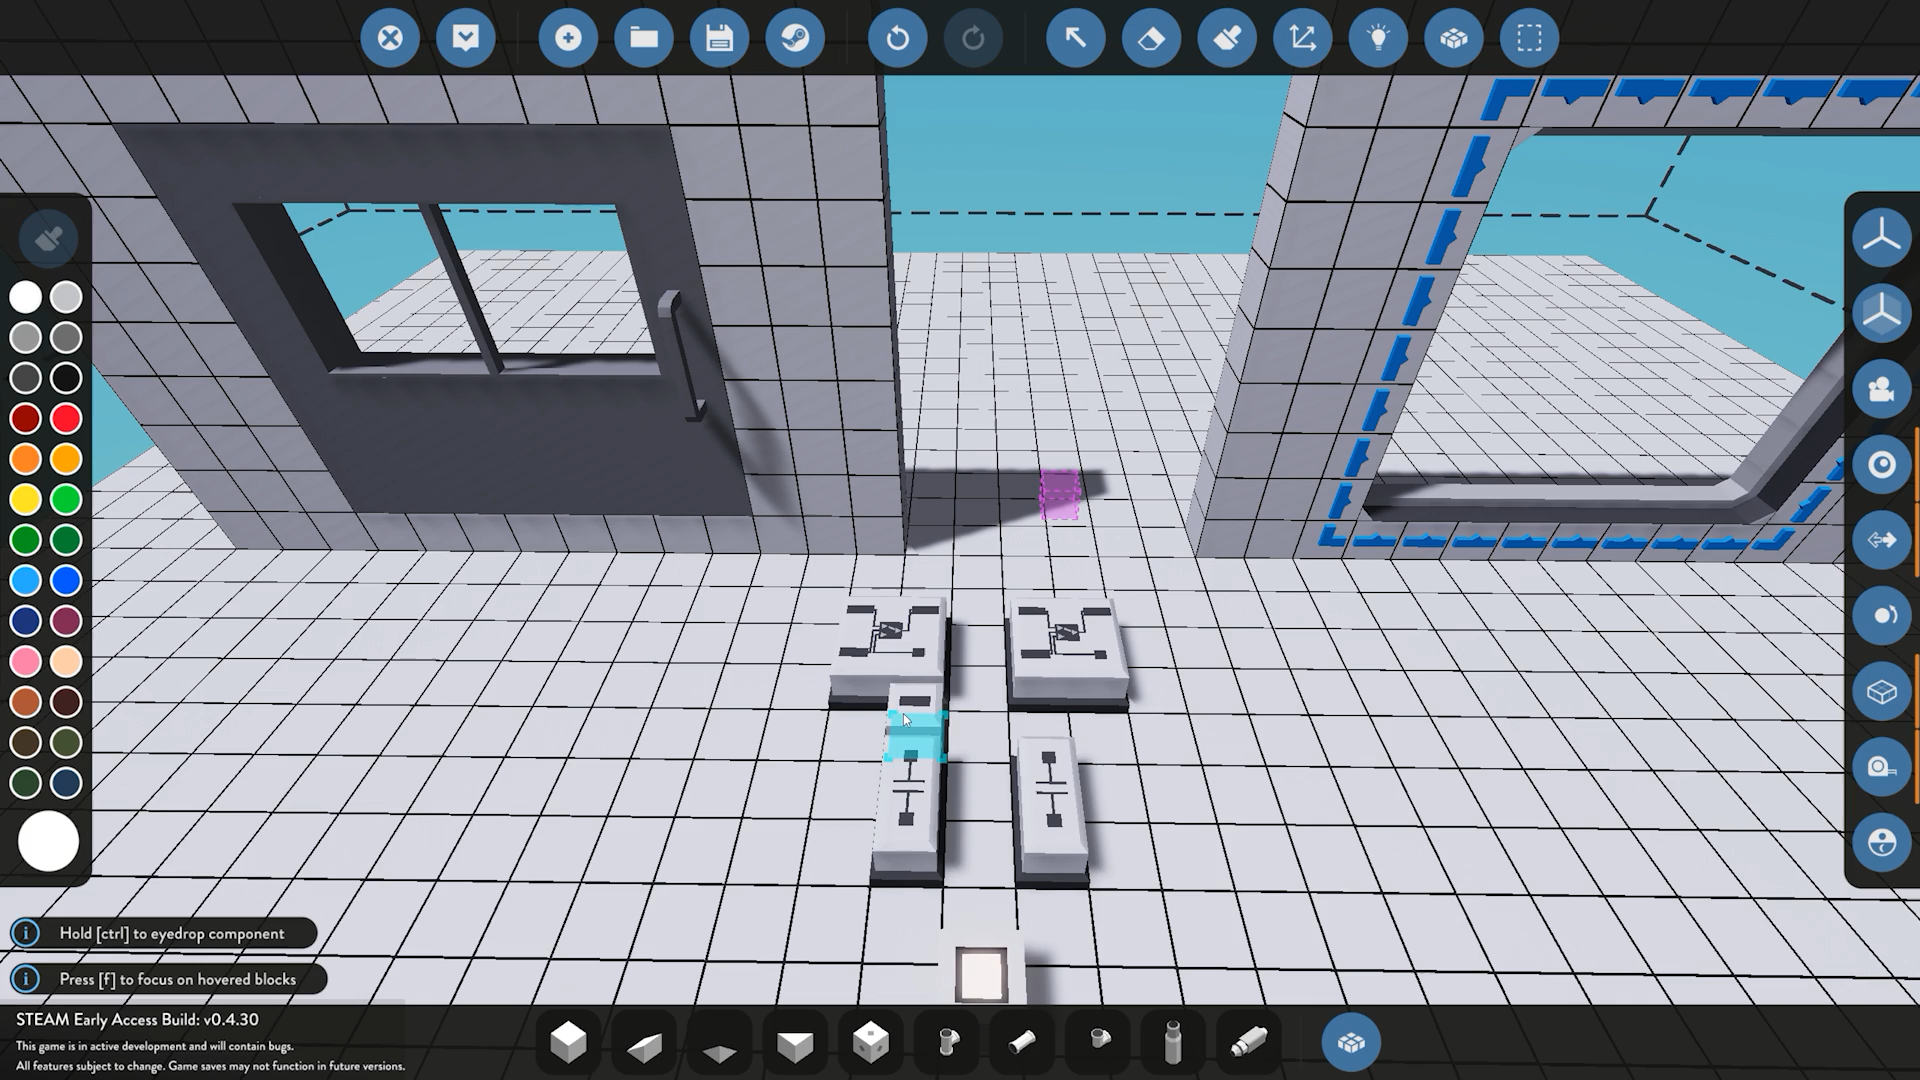 Hold [ctrl] to eyedrop component
Press [f] to focus on hovered blocks
STEAM Early Access Build: v0.4.30
This game is in active development and will contain bugs.
All features subject to change. Game saves may not function in future versions.